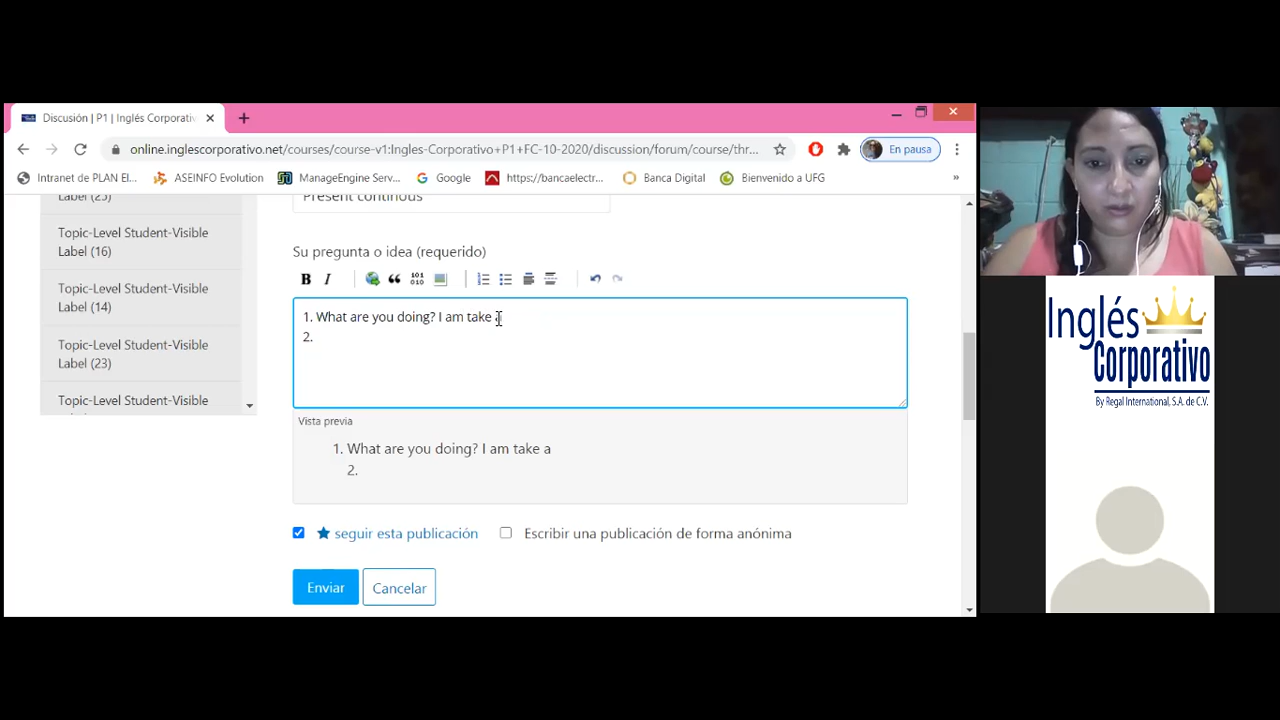 Discusión | P1 | Inglés Corporativ
online.inglescorporativo.net/courses/course-v1:Ingles-Corporativo+P1+FC-10-2020/discussion/forum/course/thr...
En pausa
Intranet de PLAN El...
ASEINFO Evolution
ManageEngine Serv...
Google
https://bancaelectr...
Banca Digital
Bienvenido a UFG
»
Label (25)
Topic-Level Student-Visible
Label (16)
Topic-Level Student-Visible
Label (14)
Topic-Level Student-Visible
Label (23)
Topic-Level Student-Visible
Present continous
Su pregunta o idea (requerido)
B I
1. What are you doing? I am take a
2.
Vista previa
1. What are you doing? I am take a
2.
seguir esta publicación
Escribir una publicación de forma anónima
Enviar
Cancelar
Inglés
Corporativo
By Regal International, S.A. de C.V.